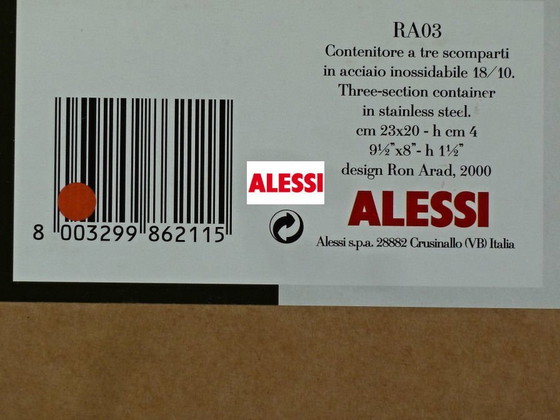 RA03
Contenitore a tre scomparti
in acciaio inossidabile 18/10.
Three-section container
in stainless steel.
cm 23x20 - h cm 4
9½"x8"- h 1½"
design Ron Arad, 2000
ALESSI
ALESSI
Alessi s.p.a. 28882 Crusinallo (VB) Italia
8 003299 862115